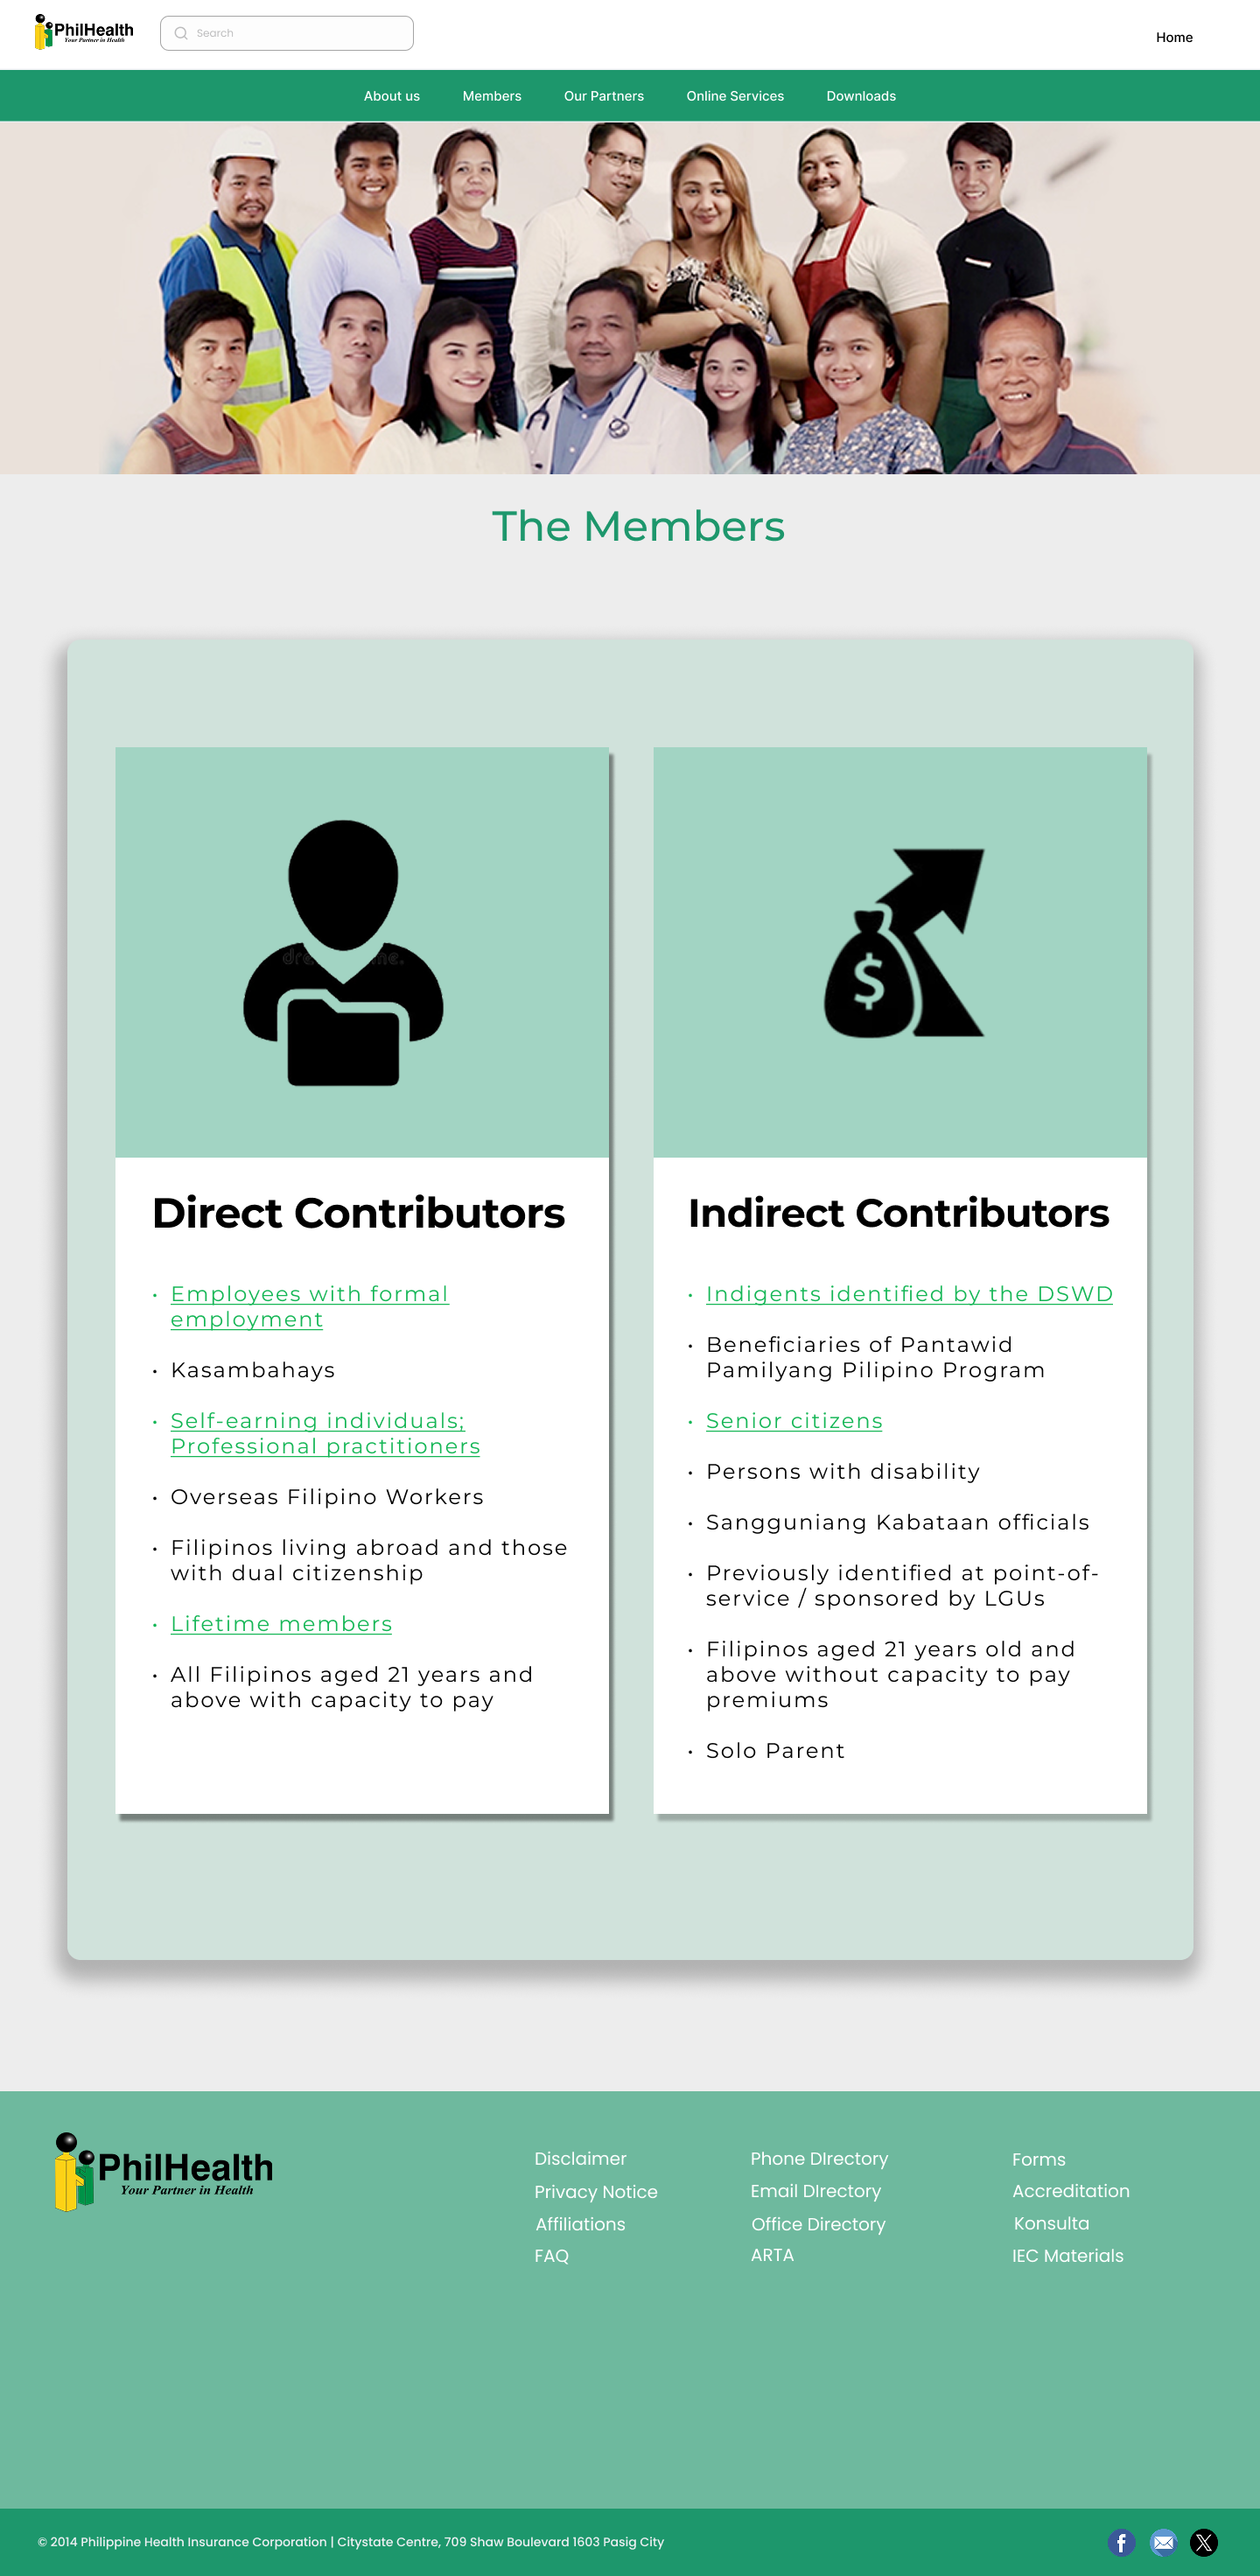 PhilHealth
Your Partner in Health
Search
Home
About us
Members
Our Partners
Online Services
Downloads
The Members
Direct Contributors
• Employees with formal
employment
• Kasambahays
• Self-earning individuals;
Professional practitioners
• Overseas Filipino Workers
• Filipinos living abroad and those
with dual citizenship
• Lifetime members
• All Filipinos aged 21 years and
above with capacity to pay
$
Indirect Contributors
• Indigents identified by the DSWD
• Beneficiaries of Pantawid
Pamilyang Pilipino Program
• Senior citizens
• Persons with disability
• Sangguniang Kabataan officials
• Previously identified at point-of-
service / sponsored by LGUs
• Filipinos aged 21 years old and
above without capacity to pay
premiums
• Solo Parent
PhilHealth
Your Partner in Health
Disclaimer
Privacy Notice
Affiliations
FAQ
Phone DIrectory
Email DIrectory
Office Directory
ARTA
Forms
Accreditation
Konsulta
IEC Materials
© 2014 Philippine Health Insurance Corporation | Citystate Centre, 709 Shaw Boulevard 1603 Pasig City